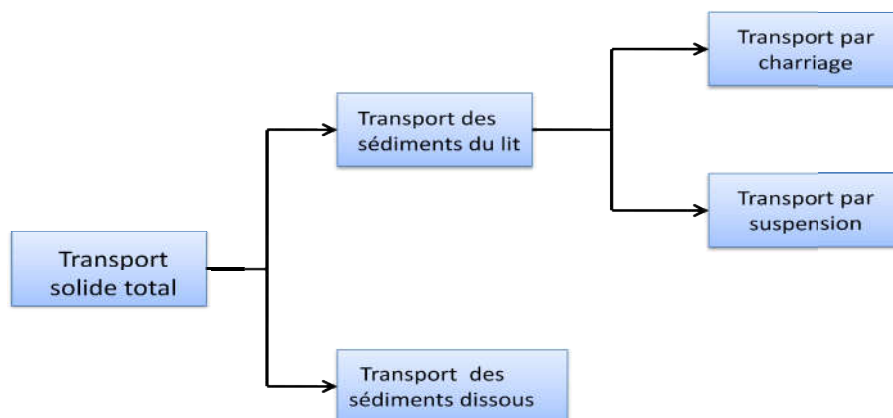 Transport
solide total
Transport des
sédiments du lit
Transport par
charriage
Transport par
suspension
Transport des
sédiments dissous